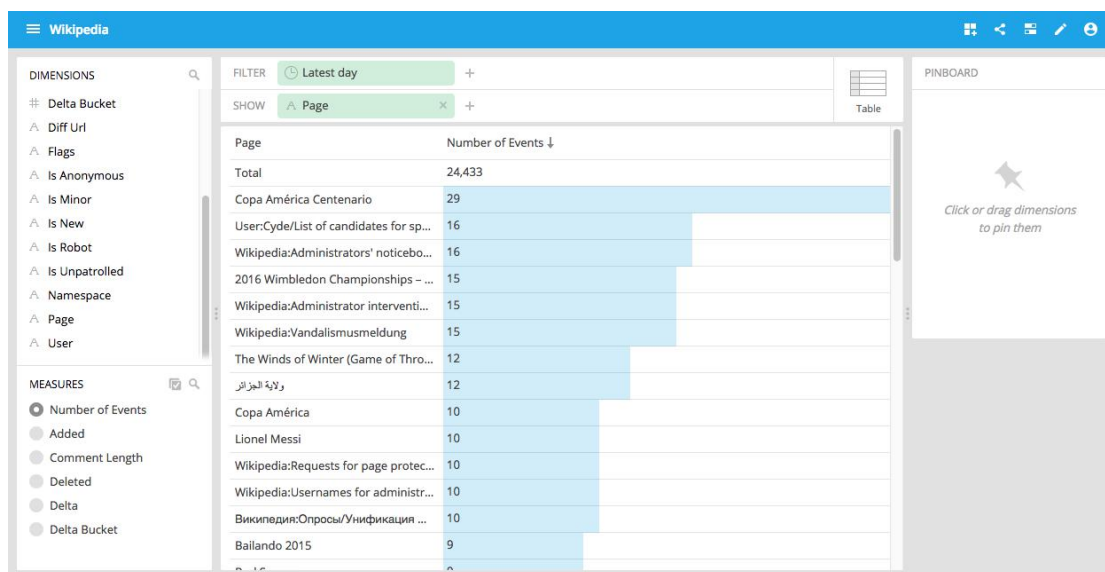 Wikipedia
DIMENSIONS
# Delta Bucket
A Diff Url
A Flags
A Is Anonymous
A Is Minor
A Is New
A Is Robot
A Is Unpatrolled
A Namespace
A Page
A User
MEASURES
Number of Events
Added
Comment Length
Deleted
Delta
Delta Bucket
FILTER Latest day +
SHOW A Page × +
Table
Page Number of Events ↓
Total 24,433
Copa América Centenario 29
User:Cyde/List of candidates for sp... 16
Wikipedia:Administrators' noticebo... 16
2016 Wimbledon Championships – ... 15
Wikipedia:Administrator interventi... 15
Wikipedia:Vandalismusmeldung 15
The Winds of Winter (Game of Thro... 12
ولاية الجزائر 12
Copa América 10
Lionel Messi 10
Wikipedia:Requests for page protec... 10
Wikipedia:Usernames for administr... 10
Википедия:Опросы/Унификация ... 10
Bailando 2015 9
PINBOARD
Click or drag dimensions
to pin them